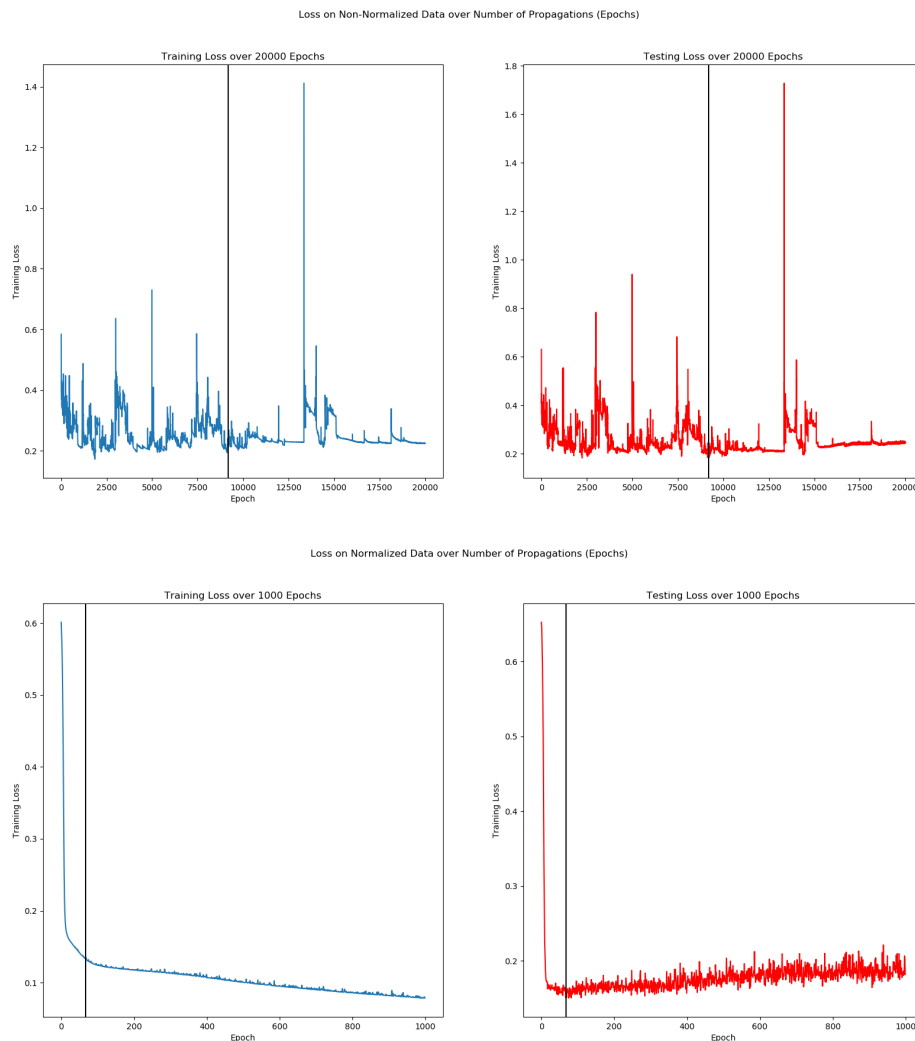 Loss on Non-Normalized Data over Number of Propagations (Epochs)
Training Loss over 20000 Epochs
Training Loss
1.4
1.2
1.0
0.8
0.6
0.4
0.2
0 2500 5000 7500 10000 12500 15000 17500 20000
Epoch
Testing Loss over 20000 Epochs
Training Loss
1.8
1.6
1.4
1.2
1.0
0.8
0.6
0.4
0.2
0 2500 5000 7500 10000 12500 15000 17500 20000
Epoch
Loss on Normalized Data over Number of Propagations (Epochs)
Training Loss over 1000 Epochs
Training Loss
0.6
0.5
0.4
0.3
0.2
0.1
0 200 400 600 800 1000
Epoch
Testing Loss over 1000 Epochs
Training Loss
0.6
0.5
0.4
0.3
0.2
0 200 400 600 800 1000
Epoch